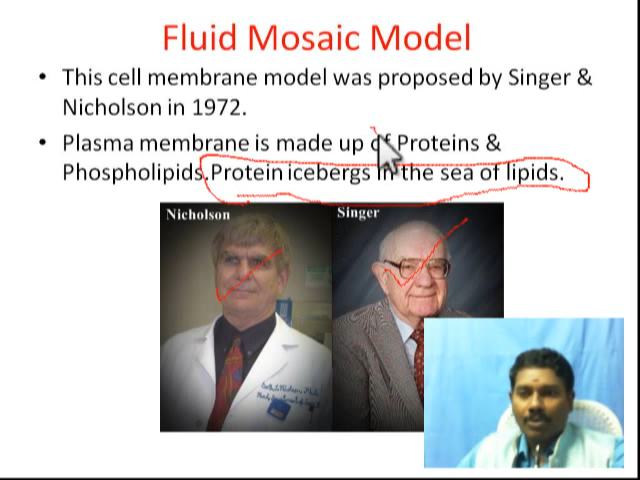 Fluid Mosaic Model
• This cell membrane model was proposed by Singer &
Nicholson in 1972.
• Plasma membrane is made up of Proteins &
Phospholipids.Protein icebergs in the sea of lipids.
Nicholson
Singer